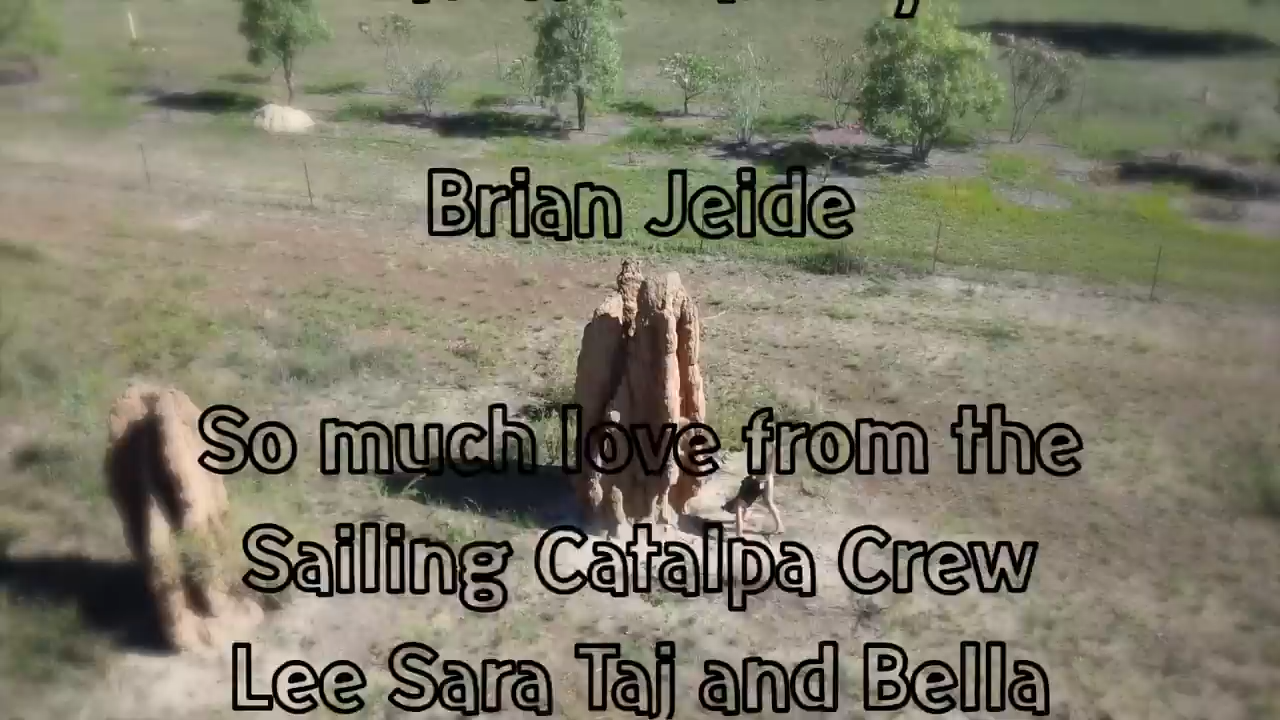 Brian Jeide
So much love from the
Sailing Catalpa Crew
Lee Sara Taj and Bella